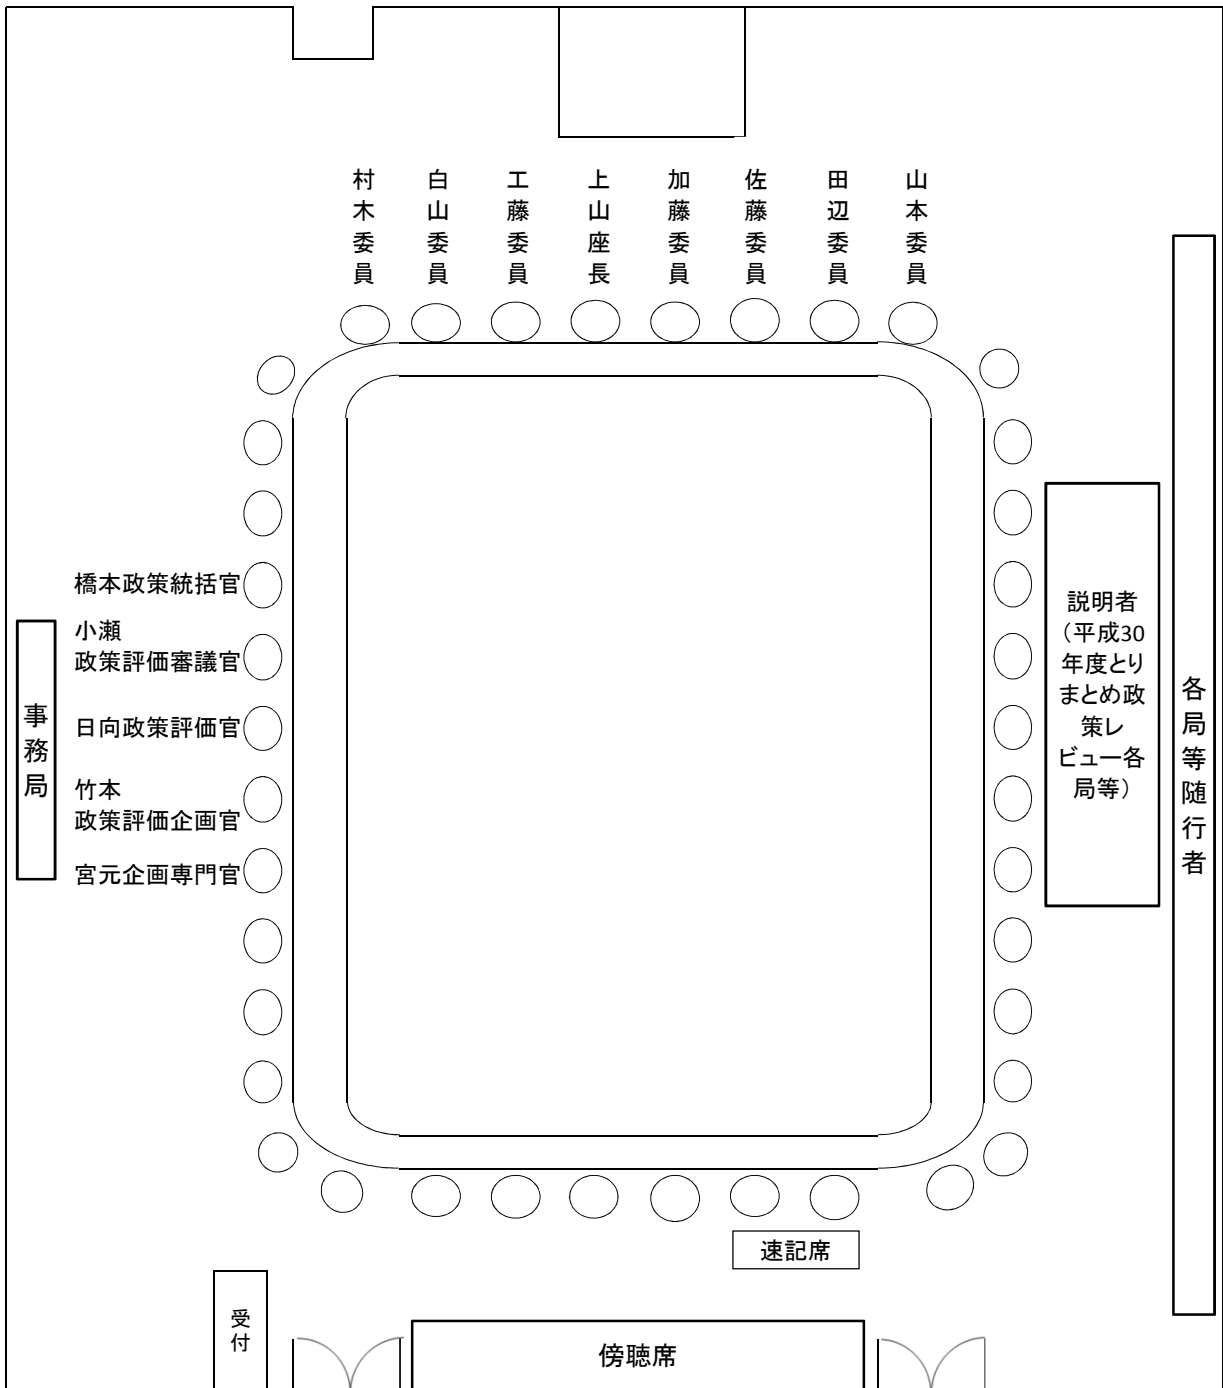 村木委員
白山委員
工藤委員
上山座長
加藤委員
佐藤委員
田辺委員
山本委員
橋本政策統括官
小瀬
政策評価審議官
日向政策評価官
竹本
政策評価企画官
宮元企画専門官
事務局
説明者
（平成30
年度とり
まとめ政
策レ
ビュー各
局等）
各局等随行者
速記席
受付
傍聴席